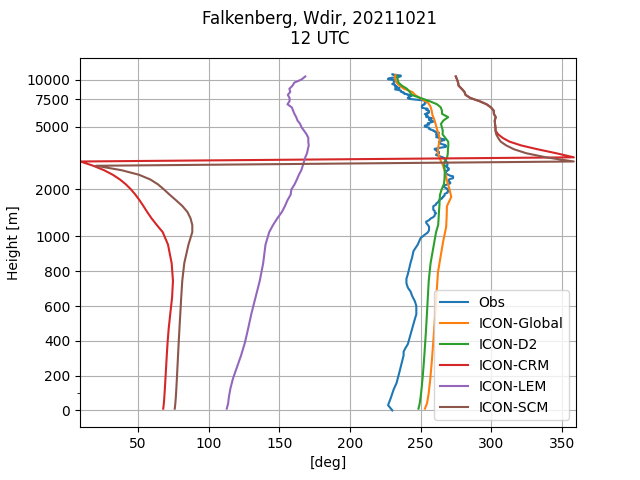 Falkenberg, Wdir, 20211021
12 UTC
Height [m]
10000
7500
5000
2000
1000
800
600
400
200
0
50
100
150
200
250
300
350
[deg]
Obs
ICON-Global
ICON-D2
ICON-CRM
ICON-LEM
ICON-SCM